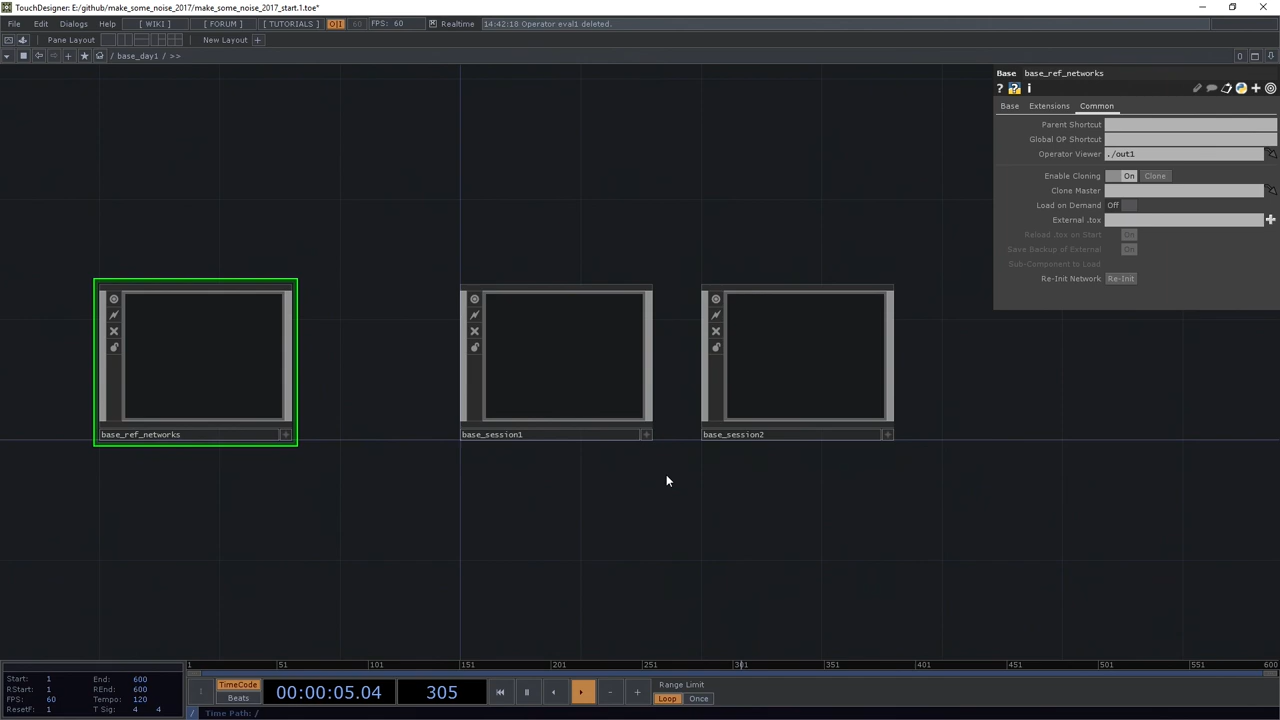 TouchDesigner: E:/github/make_some_noise_2017/make_some_noise_2017_start.1.toe*
File Edit Dialogs Help [ WIKI ] [ FORUM ] [ TUTORIALS ] O|I 60 FPS: 60 Realtime 14:42:18 Operator eval1 deleted.
Pane Layout New Layout +
/ base_day1 / >> 0
Base base_ref_networks
? ? i
Base Extensions Common
Parent Shortcut
Global OP Shortcut
Operator Viewer ./out1
Enable Cloning On Clone
Clone Master
Load on Demand Off
External .tox
Reload .tox on Start On
Save Backup of External On
Sub-Component to Load
Re-Init Network Re-Init
base_ref_networks
base_session1
base_session2
1 51 101 151 201 251 301 351 401 451 501 551 600
Start: 1 End: 600
RStart: 1 REnd: 600
FPS: 60 Tempo: 120
ResetF: 1 T Sig: 4 4
TimeCode
Beats
00:00:05.04
305
Range Limit
Loop Once
/ Time Path: /